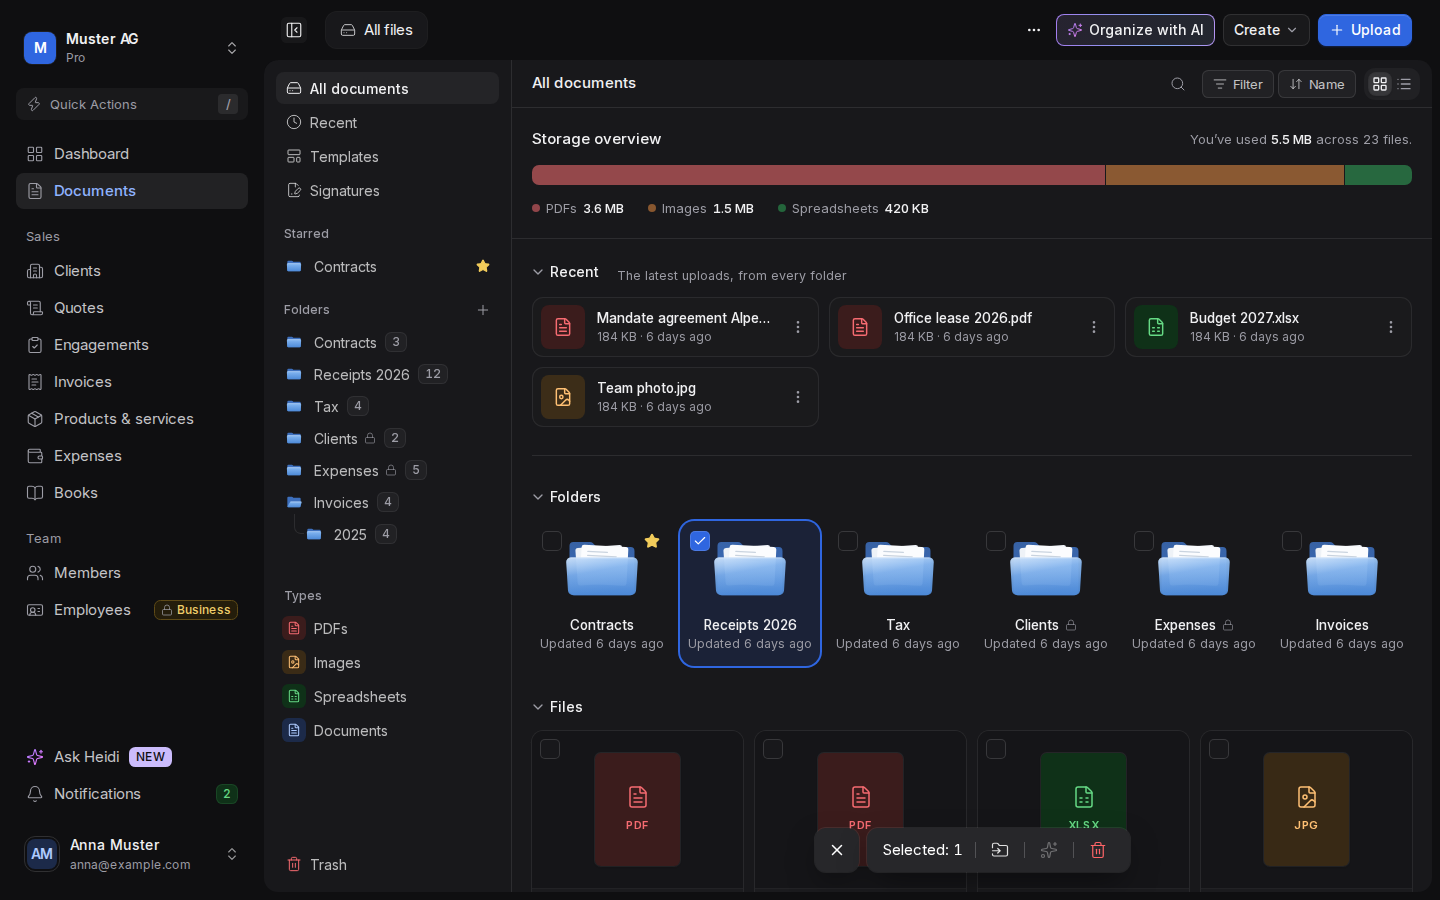 M
Muster AG
Pro
Quick Actions
/
Dashboard
Documents
Sales
Clients
Quotes
Engagements
Invoices
Products & services
Expenses
Books
Team
Members
Employees
Business
Ask Heidi
NEW
Notifications
2
AM
Anna Muster
anna@example.com
All files
Organize with AI
Create
Upload
All documents
Recent
Templates
Signatures
Starred
Contracts
Folders
Contracts 3
Receipts 2026 12
Tax 4
Clients 2
Expenses 5
Invoices 4
2025 4
Types
PDFs
Images
Spreadsheets
Documents
Trash
All documents
Filter
Name
Storage overview
You've used 5.5 MB across 23 files.
PDFs 3.6 MB
Images 1.5 MB
Spreadsheets 420 KB
Recent
The latest uploads, from every folder
Mandate agreement Alpe...
184 KB · 6 days ago
Office lease 2026.pdf
184 KB · 6 days ago
Budget 2027.xlsx
184 KB · 6 days ago
Team photo.jpg
184 KB · 6 days ago
Folders
Contracts
Updated 6 days ago
Receipts 2026
Updated 6 days ago
Tax
Updated 6 days ago
Clients
Updated 6 days ago
Expenses
Updated 6 days ago
Invoices
Updated 6 days ago
Files
PDF
PDF
XLSX
JPG
Selected: 1